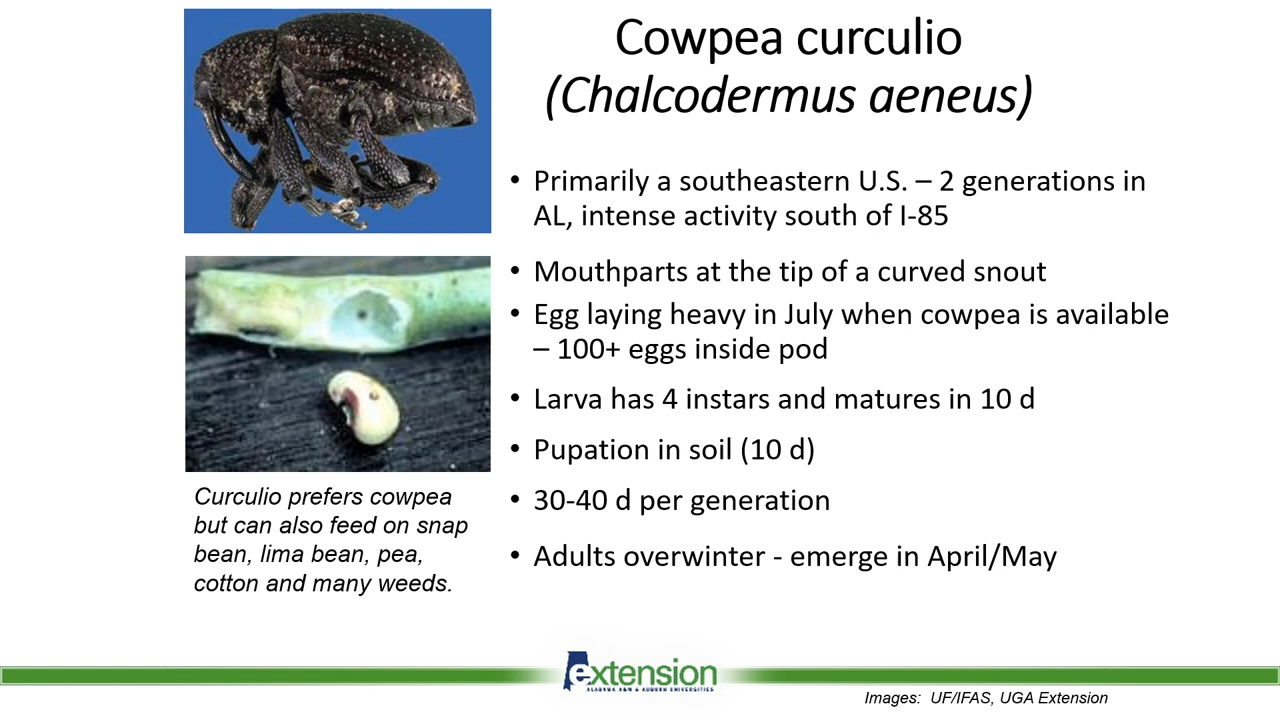 Cowpea curculio
(Chalcodermus aeneus)
• Primarily a southeastern U.S. – 2 generations in
AL, intense activity south of I-85
• Mouthparts at the tip of a curved snout
• Egg laying heavy in July when cowpea is available
– 100+ eggs inside pod
• Larva has 4 instars and matures in 10 d
• Pupation in soil (10 d)
• 30-40 d per generation
• Adults overwinter - emerge in April/May
Curculio prefers cowpea
but can also feed on snap
bean, lima bean, pea,
cotton and many weeds.
extension
ALABAMA A&M & AUBURN UNIVERSITIES
Images: UF/IFAS, UGA Extension